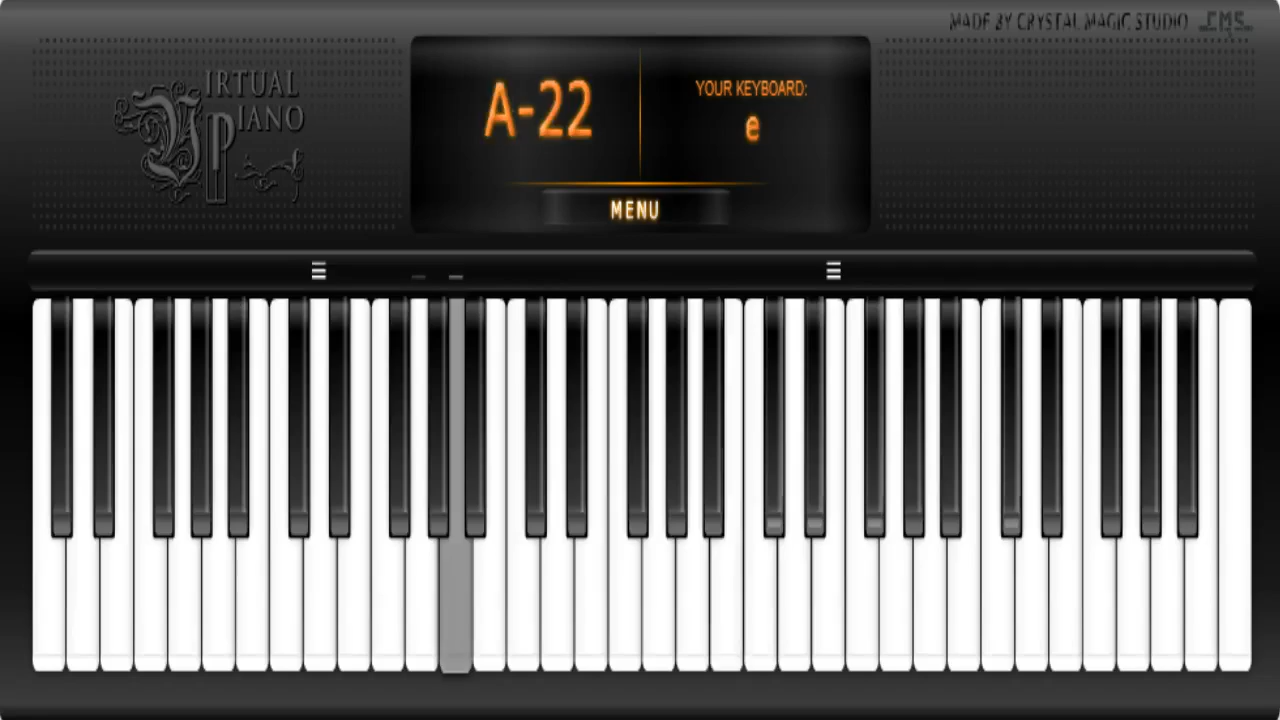 MADE BY CRYSTAL MAGIC STUDIO CMS
VIRTUAL
PIANO
A-22
YOUR KEYBOARD:
e
MENU